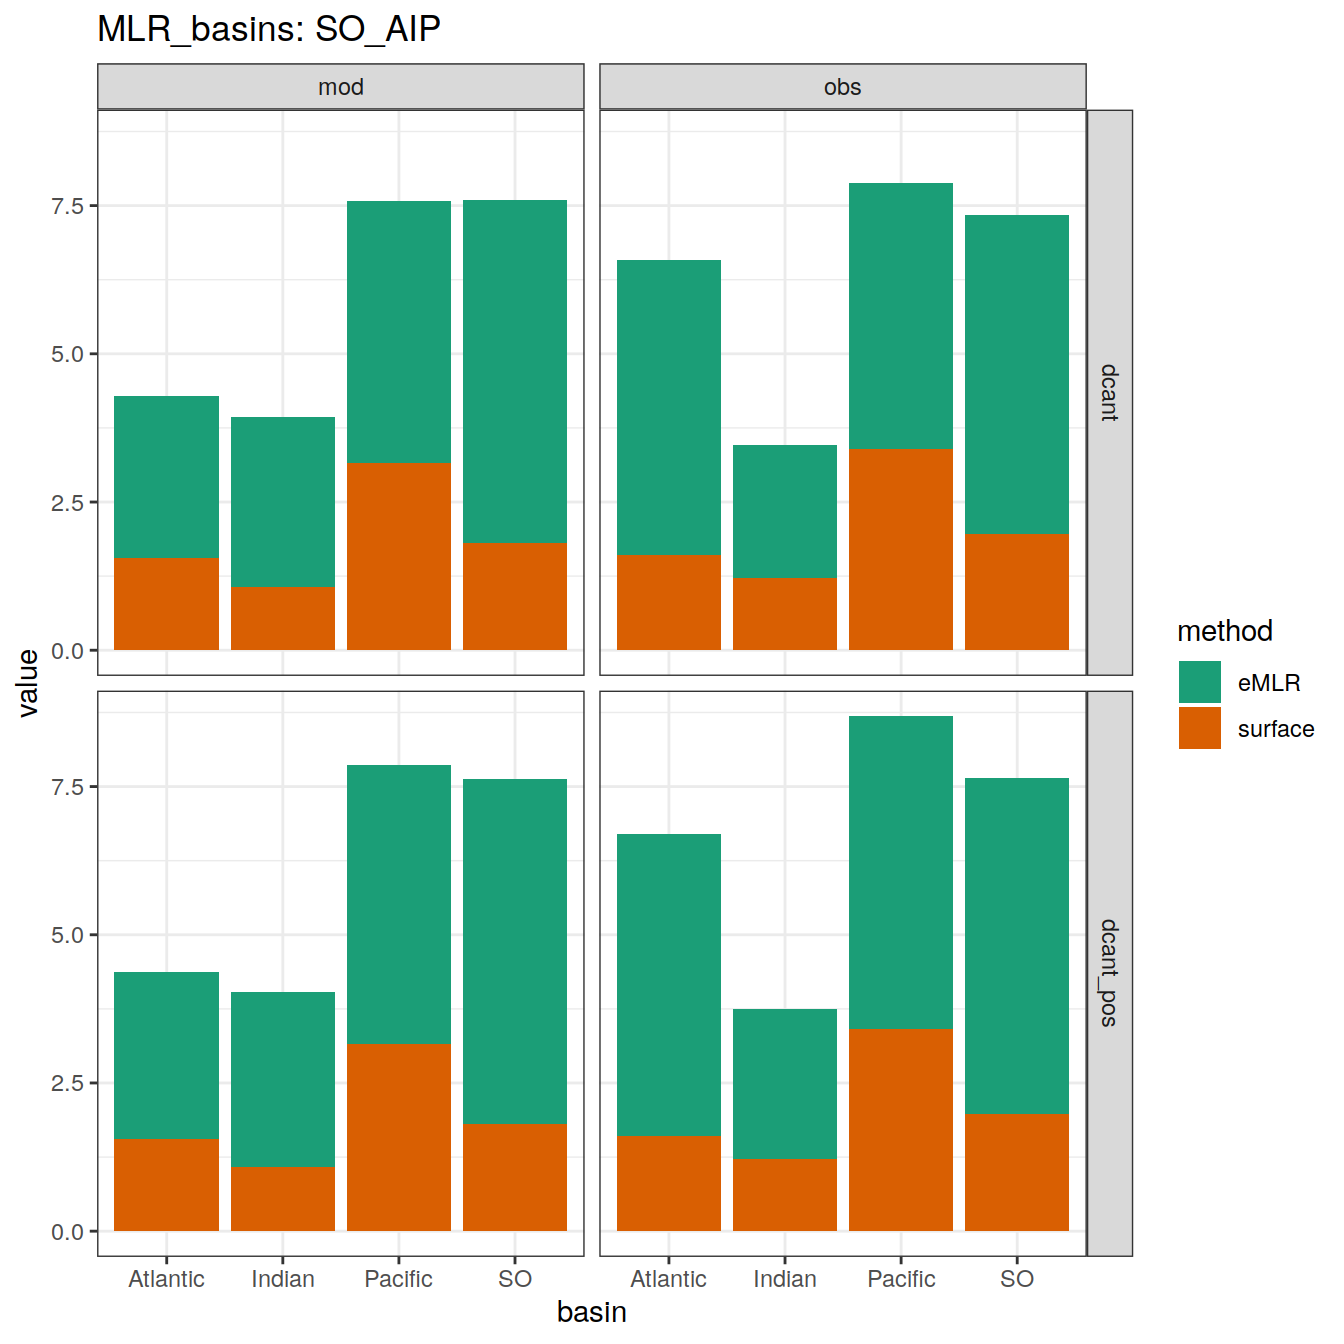 MLR_basins: SO_AIP
mod
obs
7.5
5.0
2.5
0.0
dcant
value
7.5
5.0
2.5
0.0
dcant_pos
Atlantic
Indian
Pacific
SO
Atlantic
Indian
Pacific
SO
basin
method
eMLR
surface